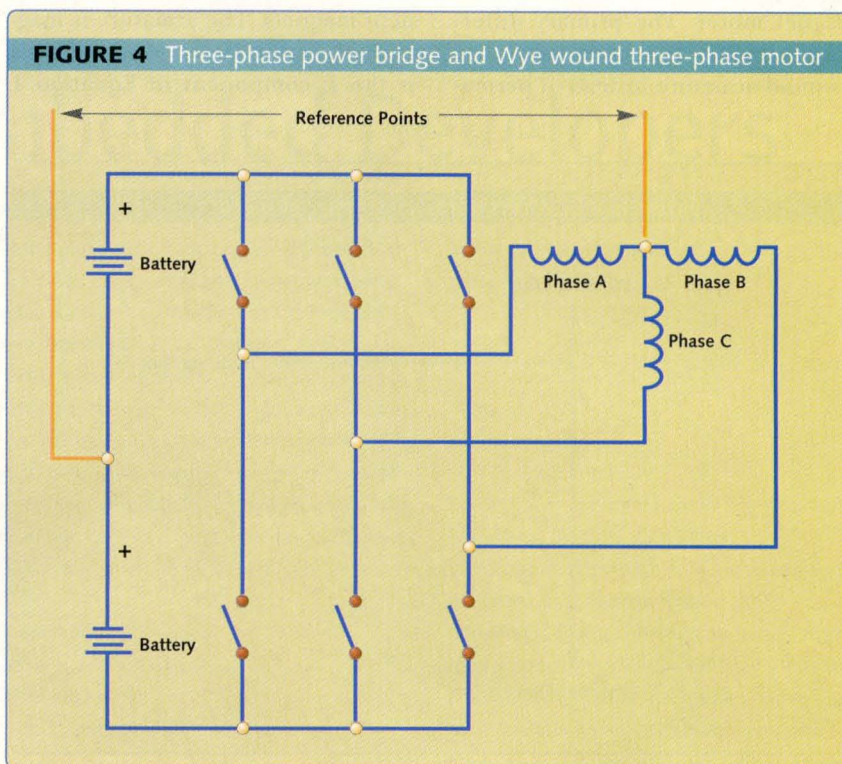 FIGURE 4 Three-phase power bridge and Wye wound three-phase motor
Reference Points
+
Battery
Phase A
Phase B
Phase C
+
Battery